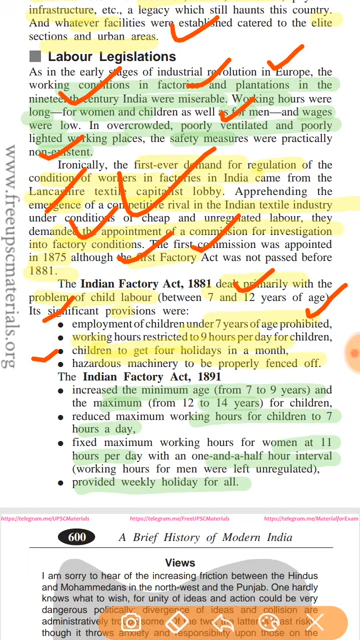 infrastructure, etc., a legacy which still haunts this country.
And whatever facilities were established catered to the elite
sections and urban areas.
Labour Legislations
As in the early stages of industrial revolution in Europe, the
working conditions in factories and plantations in the
nineteenth century India were miserable. Working hours were
long—for women and children as well as for men—and wages
were low. In overcrowded, poorly ventilated and poorly
lighted working places, the safety measures were practically
non-existent.
Ironically, the first-ever demand for regulation of the
condition of workers in factories in India came from the
Lancashire textile capitalist lobby. Apprehending the
emergence of a competitive rival in the Indian textile industry
under conditions of cheap and unregulated labour, they
demanded the appointment of a commission for investigation
into factory conditions. The first commission was appointed
in 1875 although the first Factory Act was not passed before
1881.
The Indian Factory Act, 1881 dealt primarily with the
problem of child labour (between 7 and 12 years of age).
Its significant provisions were:
● employment of children under 7 years of age prohibited,
● working hours restricted to 9 hours per day for children,
● children to get four holidays in a month,
● hazardous machinery to be properly fenced off.
The Indian Factory Act, 1891
● increased the minimum age (from 7 to 9 years) and
the maximum (from 12 to 14 years) for children,
● reduced maximum working hours for children to 7
hours a day,
● fixed maximum working hours for women at 11
hours per day with an one-and-a-half hour interval
(working hours for men were left unregulated),
● provided weekly holiday for all.
www.freeupscmaterials.org
https://telegram.me/UPSCMaterials https://telegram.me/FreeUPSCMaterials https://telegram.me/MaterialforExam
600 A Brief History of Modern India
Views
I am sorry to hear of the increasing friction between the Hindus
and Mohammedans in the north-west and the Punjab. One hardly
knows what to wish, for unity of ideas and action could be very
dangerous politically, divergence of ideas and collision are
administratively troublesome. Of the two the latter is least risky,
though it throws anxiety and responsibility upon those on the